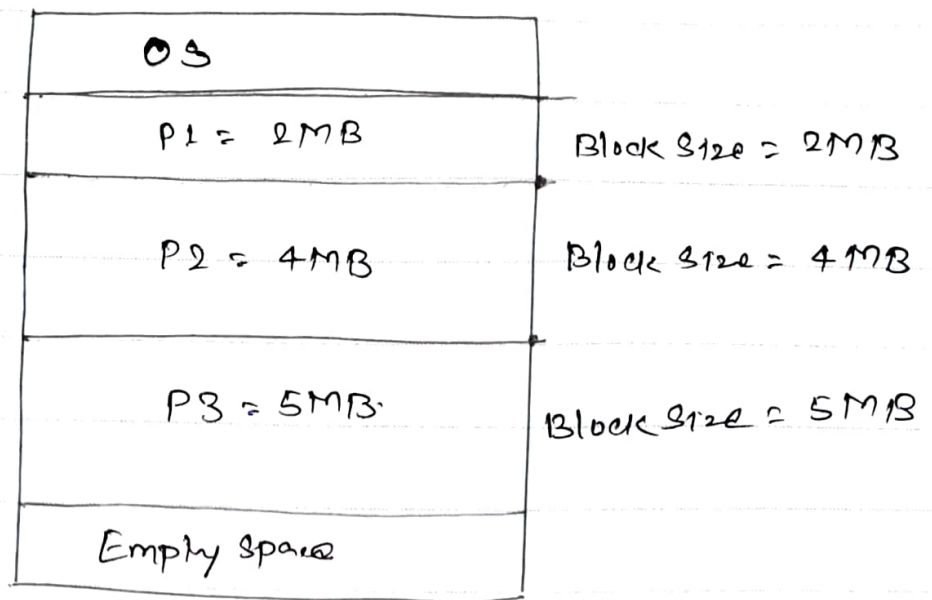 OS
P1 = 2MB
Block Size = 2MB
P2 = 4MB
Block Size = 4MB
P3 = 5MB.
Block Size = 5MB
Empty Space